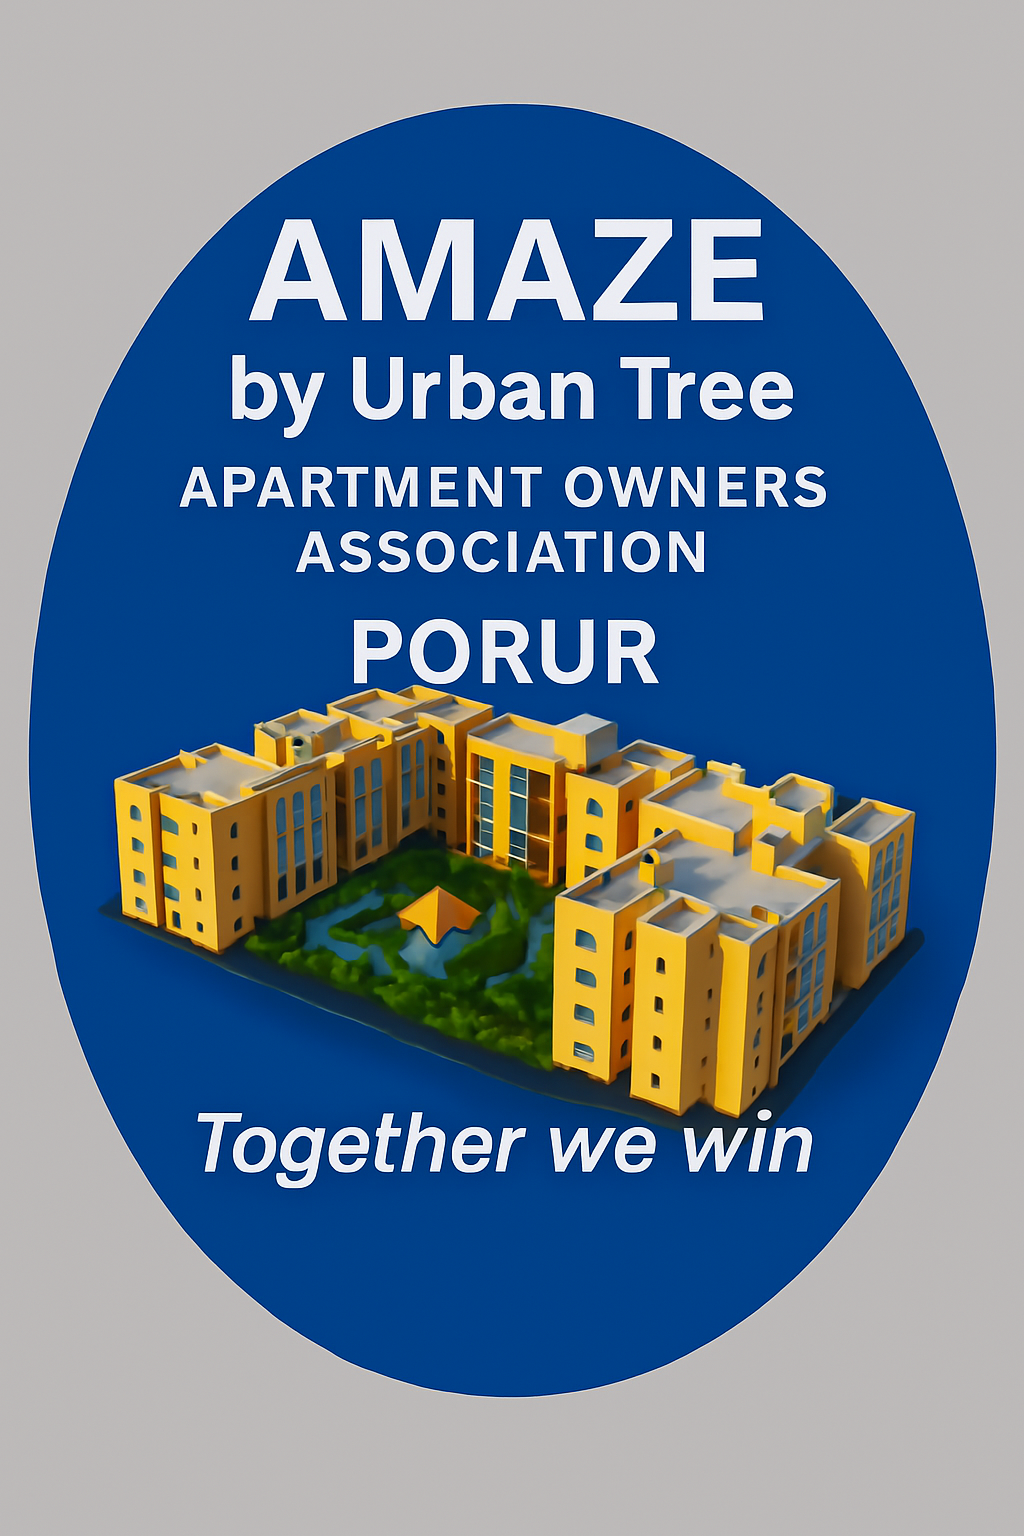 AMAZE
by Urban Tree
APARTMENT OWNERS
ASSOCIATION
PORUR
Together we win